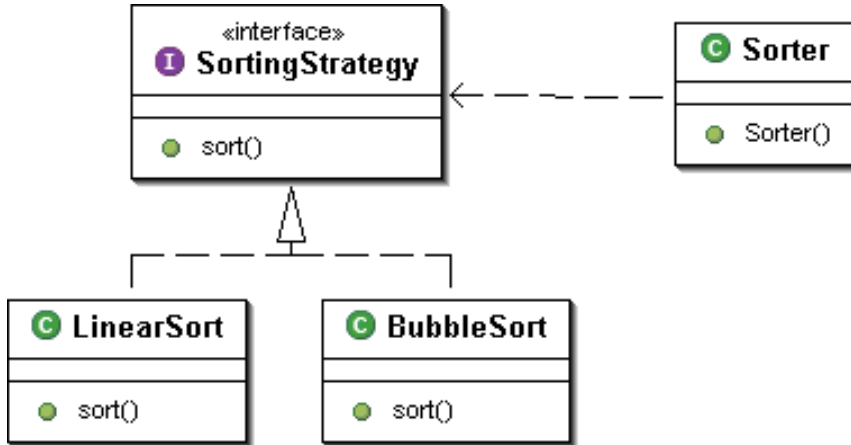 «interface»
I SortingStrategy
sort()
C Sorter
Sorter()
C LinearSort
sort()
C BubbleSort
sort()